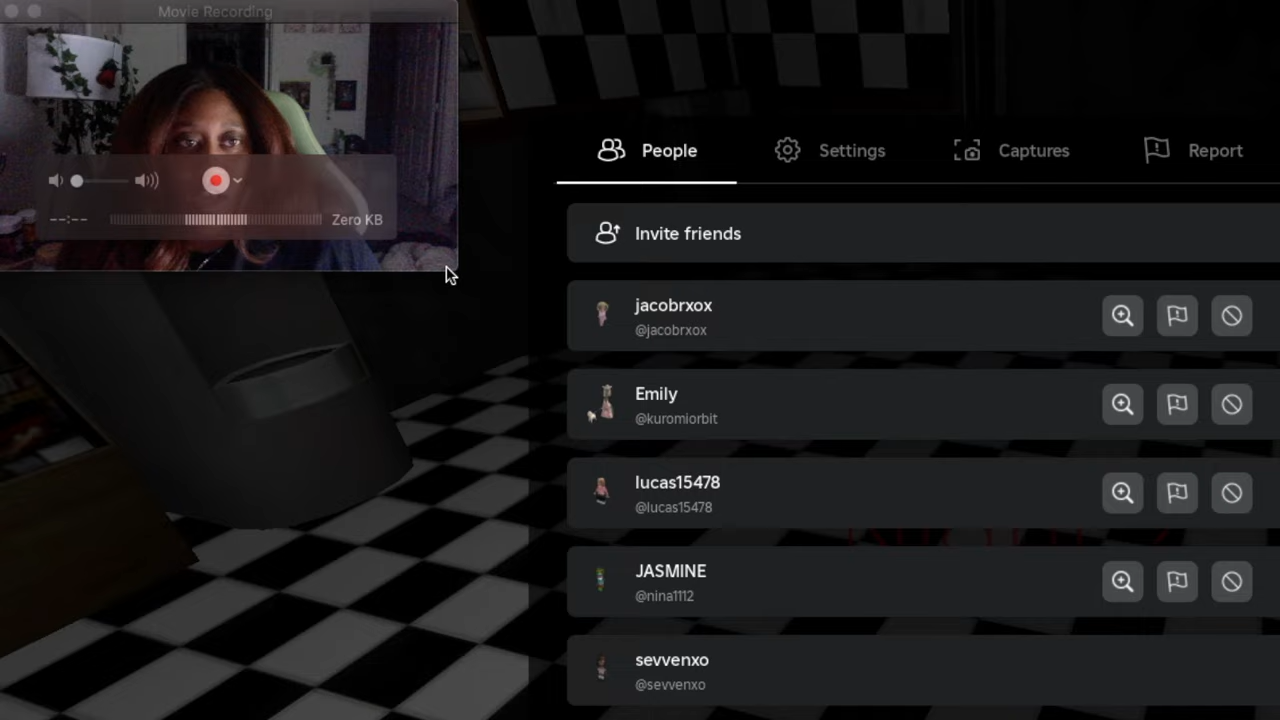 Movie Recording
--:--
Zero KB
People
Settings
Captures
Report
Invite friends
jacobrxox
@jacobrxox
Emily
@kuromiorbit
lucas15478
@lucas15478
JASMINE
@nina1112
sevvenxo
@sevvenxo